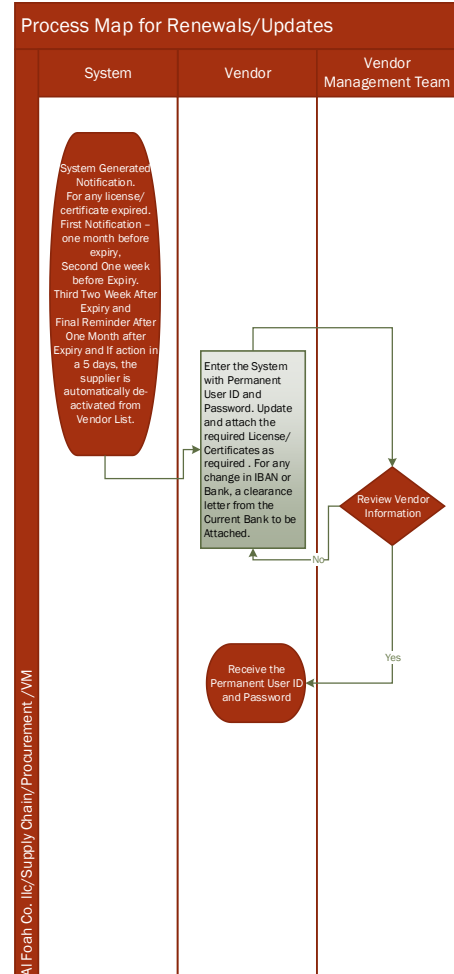 Process Map for Renewals/Updates
System
Vendor
Vendor
Management Team
System Generated
Notification.
For any license/
certificate expired.
First Notification –
one month before
expiry,
Second One week
before Expiry.
Third Two Week After
Expiry and
Final Reminder After
One Month after
Expiry and If action in
a 5 days, the
supplier is
automatically de-
activated from
Vendor List.
Enter the System
with Permanent
User ID and
Password. Update
and attach the
required License/
Certificates as
required . For any
change in IBAN or
Bank, a clearance
letter from the
Current Bank to be
Attached.
Review Vendor
Information
No
Yes
Receive the
Permanent User ID
and Password
Al Foah Co. llc/Supply Chain/Procurement /VM